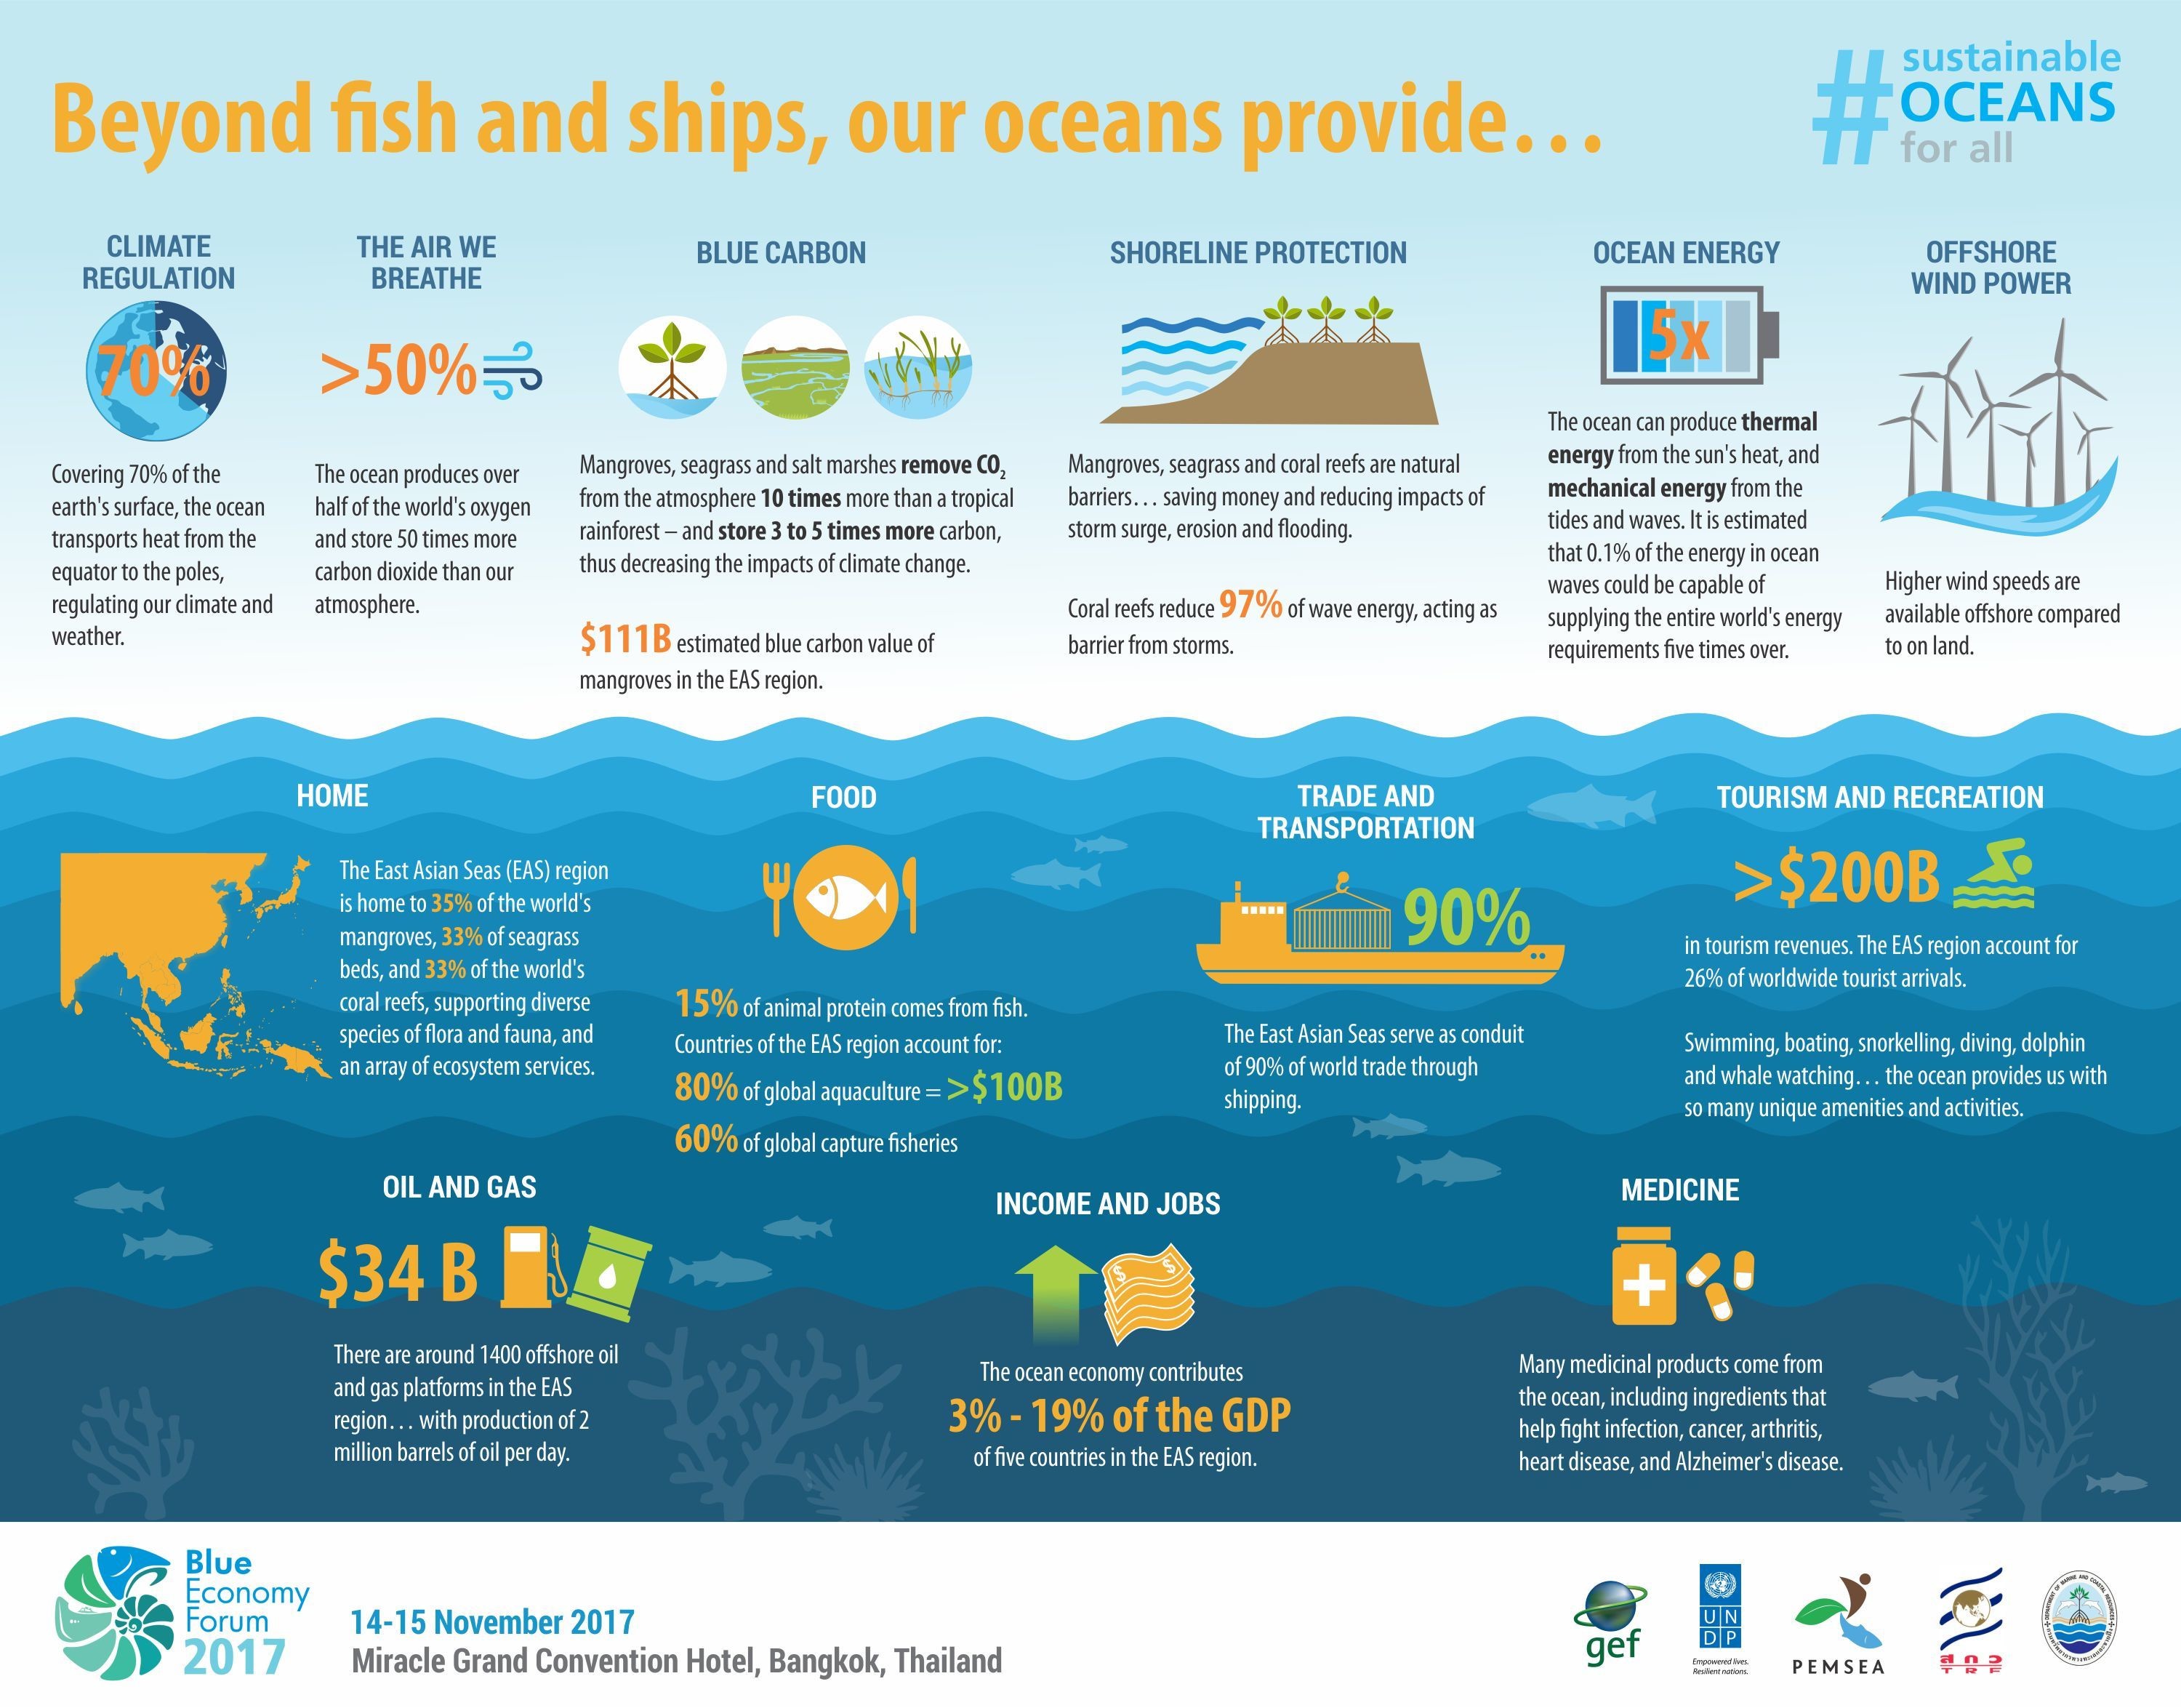 Beyond fish and ships, our oceans provide...
# sustainable
OCEANS
for all
CLIMATE
REGULATION
70%
Covering 70% of the
earth's surface, the ocean
transports heat from the
equator to the poles,
regulating our climate and
weather.
THE AIR WE
BREATHE
>50%
The ocean produces over
half of the world's oxygen
and store 50 times more
carbon dioxide than our
atmosphere.
BLUE CARBON
Mangroves, seagrass and salt marshes remove CO₂
from the atmosphere 10 times more than a tropical
rainforest – and store 3 to 5 times more carbon,
thus decreasing the impacts of climate change.
$111B estimated blue carbon value of
mangroves in the EAS region.
SHORELINE PROTECTION
Mangroves, seagrass and coral reefs are natural
barriers... saving money and reducing impacts of
storm surge, erosion and flooding.
Coral reefs reduce 97% of wave energy, acting as
barrier from storms.
OCEAN ENERGY
5x
The ocean can produce thermal
energy from the sun's heat, and
mechanical energy from the
tides and waves. It is estimated
that 0.1% of the energy in ocean
waves could be capable of
supplying the entire world's energy
requirements five times over.
OFFSHORE
WIND POWER
Higher wind speeds are
available offshore compared
to on land.
HOME
The East Asian Seas (EAS) region
is home to 35% of the world's
mangroves, 33% of seagrass
beds, and 33% of the world's
coral reefs, supporting diverse
species of flora and fauna, and
an array of ecosystem services.
FOOD
15% of animal protein comes from fish.
Countries of the EAS region account for:
80% of global aquaculture = >$100B
60% of global capture fisheries
TRADE AND
TRANSPORTATION
90%
The East Asian Seas serve as conduit
of 90% of world trade through
shipping.
TOURISM AND RECREATION
>$200B
in tourism revenues. The EAS region account for
26% of worldwide tourist arrivals.
Swimming, boating, snorkelling, diving, dolphin
and whale watching... the ocean provides us with
so many unique amenities and activities.
OIL AND GAS
$34 B
There are around 1400 offshore oil
and gas platforms in the EAS
region... with production of 2
million barrels of oil per day.
INCOME AND JOBS
$ $
The ocean economy contributes
3% - 19% of the GDP
of five countries in the EAS region.
MEDICINE
Many medicinal products come from
the ocean, including ingredients that
help fight infection, cancer, arthritis,
heart disease, and Alzheimer's disease.
Blue
Economy
Forum
2017
14-15 November 2017
Miracle Grand Convention Hotel, Bangkok, Thailand
gef
U N
D P
Empowered lives.
Resilient nations.
PEMSEA
สกว
TRF
DEPARTMENT OF MARINE AND COASTAL RESOURCES